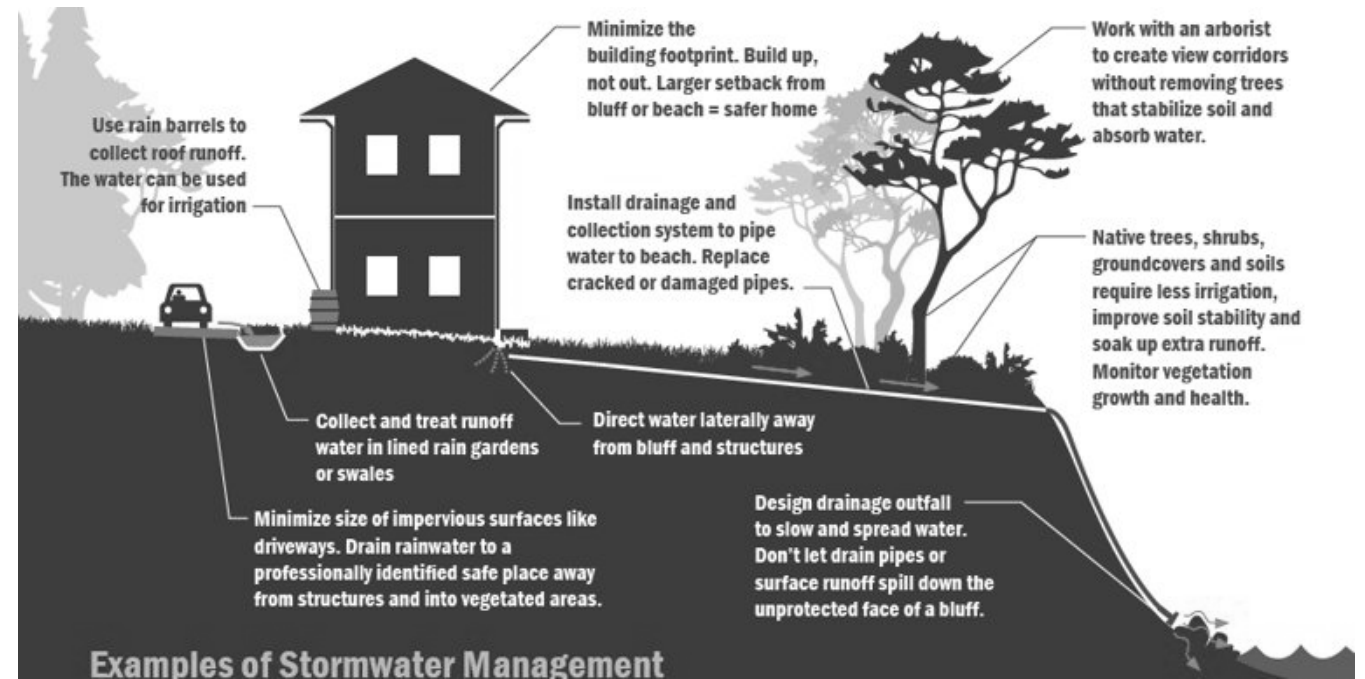 Minimize the
building footprint. Build up,
not out. Larger setback from
bluff or beach = safer home
Work with an arborist
to create view corridors
without removing trees
that stabilize soil and
absorb water.
Use rain barrels to
collect roof runoff.
The water can be used
for irrigation
Install drainage and
collection system to pipe
water to beach. Replace
cracked or damaged pipes.
Native trees, shrubs,
groundcovers and soils
require less irrigation,
improve soil stability and
soak up extra runoff.
Monitor vegetation
growth and health.
Collect and treat runoff
water in lined rain gardens
or swales
Direct water laterally away
from bluff and structures
Minimize size of impervious surfaces like
driveways. Drain rainwater to a
professionally identified safe place away
from structures and into vegetated areas.
Design drainage outfall
to slow and spread water.
Don't let drain pipes or
surface runoff spill down the
unprotected face of a bluff.
Examples of Stormwater Management